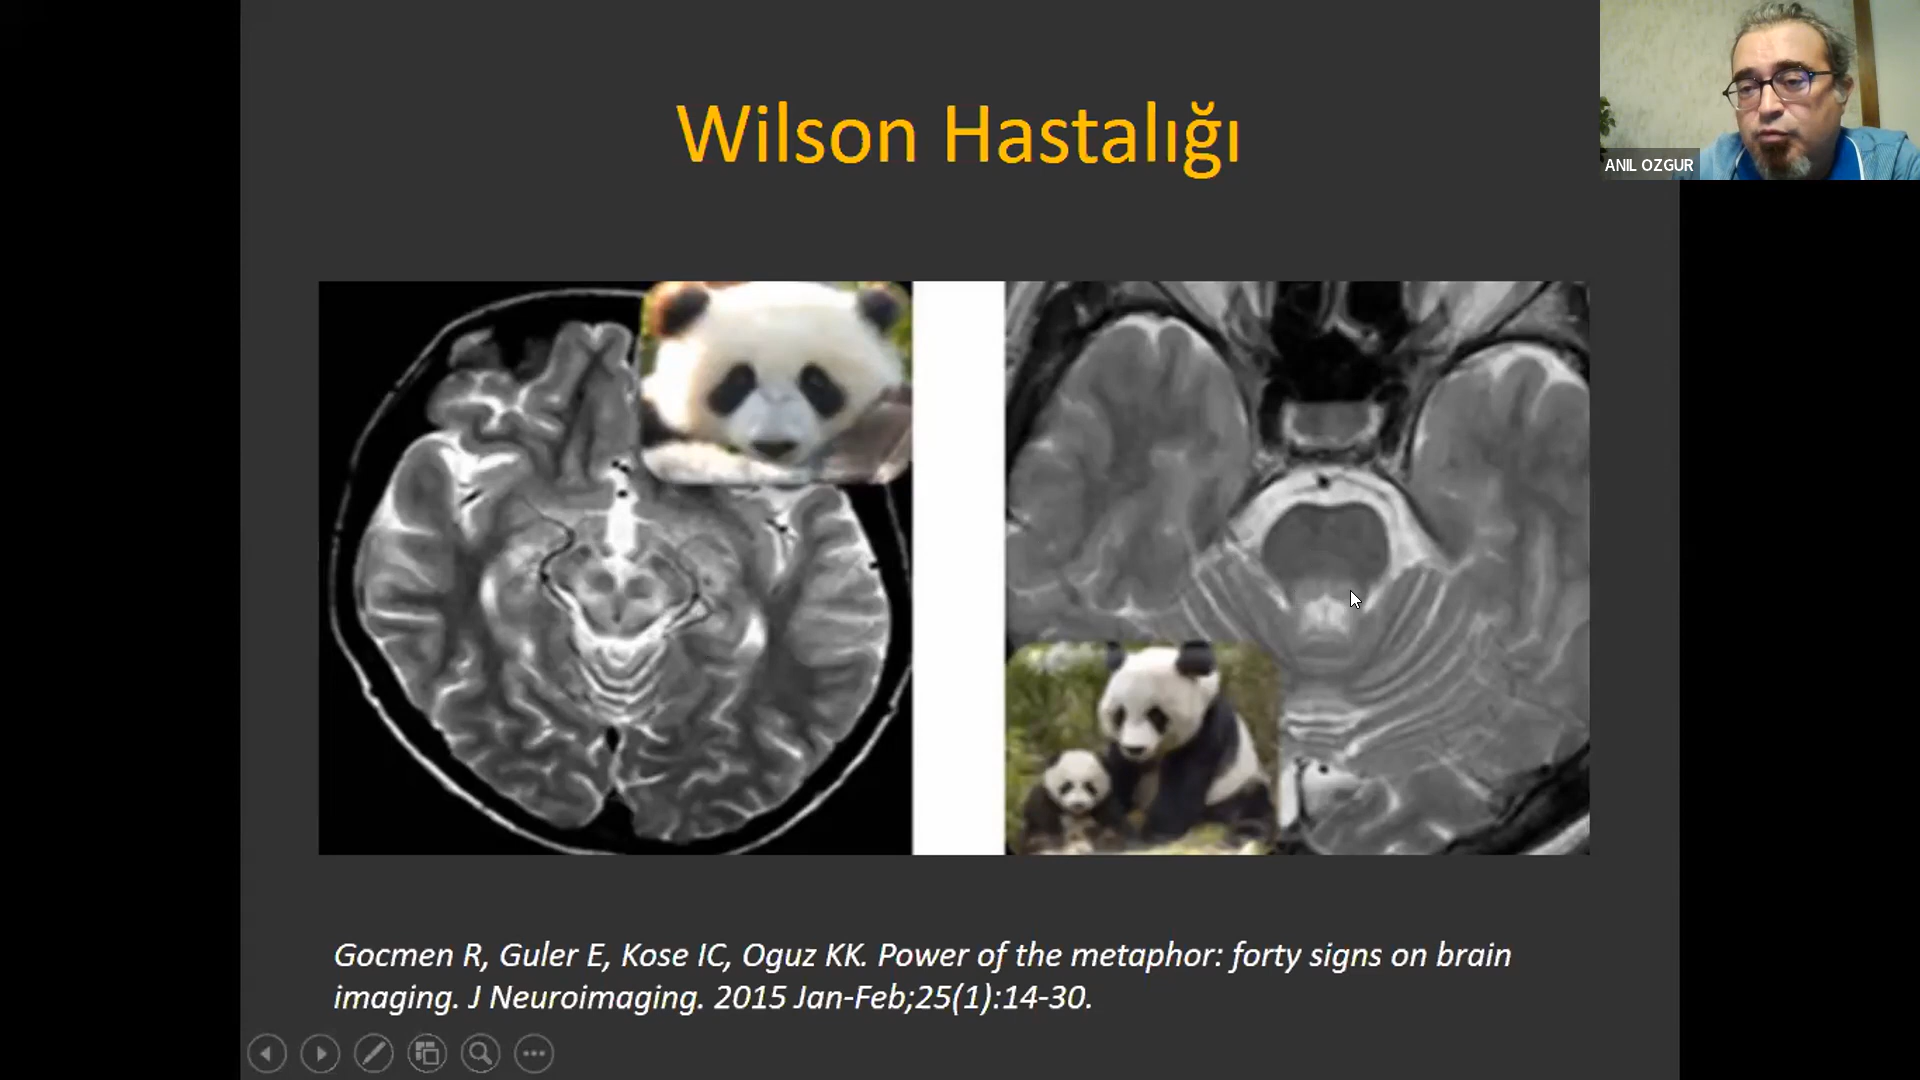 Wilson Hastalığı
ANIL OZGUR
Gocmen R, Guler E, Kose IC, Oguz KK. Power of the metaphor: forty signs on brain
imaging. J Neuroimaging. 2015 Jan-Feb;25(1):14-30.